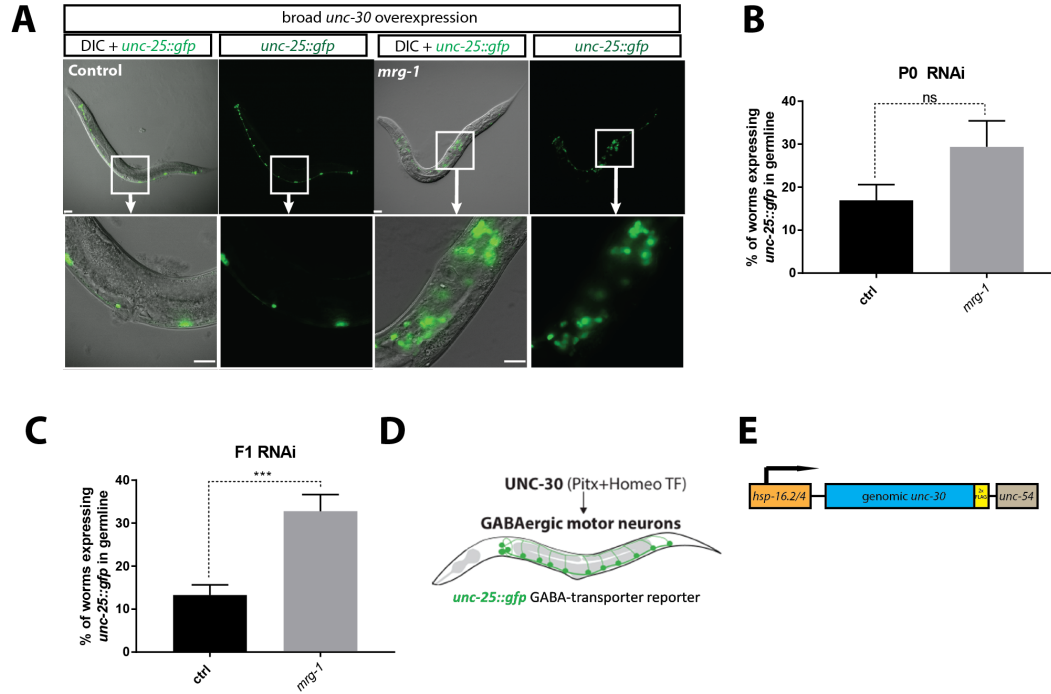 A
broad unc-30 overexpression
DIC + unc-25::gfp
unc-25::gfp
DIC + unc-25::gfp
unc-25::gfp
Control
mrg-1
B
P0 RNAi
ns
% of worms expressing
unc-25::gfp in germline
40
30
20
10
0
ctrl
mrg-1
C
F1 RNAi
***
% of worms expressing
unc-25::gfp in germline
40
30
20
10
0
ctrl
mrg-1
D
UNC-30 (Pitx+Homeo TF)
GABAergic motor neurons
unc-25::gfp GABA-transporter reporter
E
hsp-16.2/4
genomic unc-30
2x
FLAG
unc-54